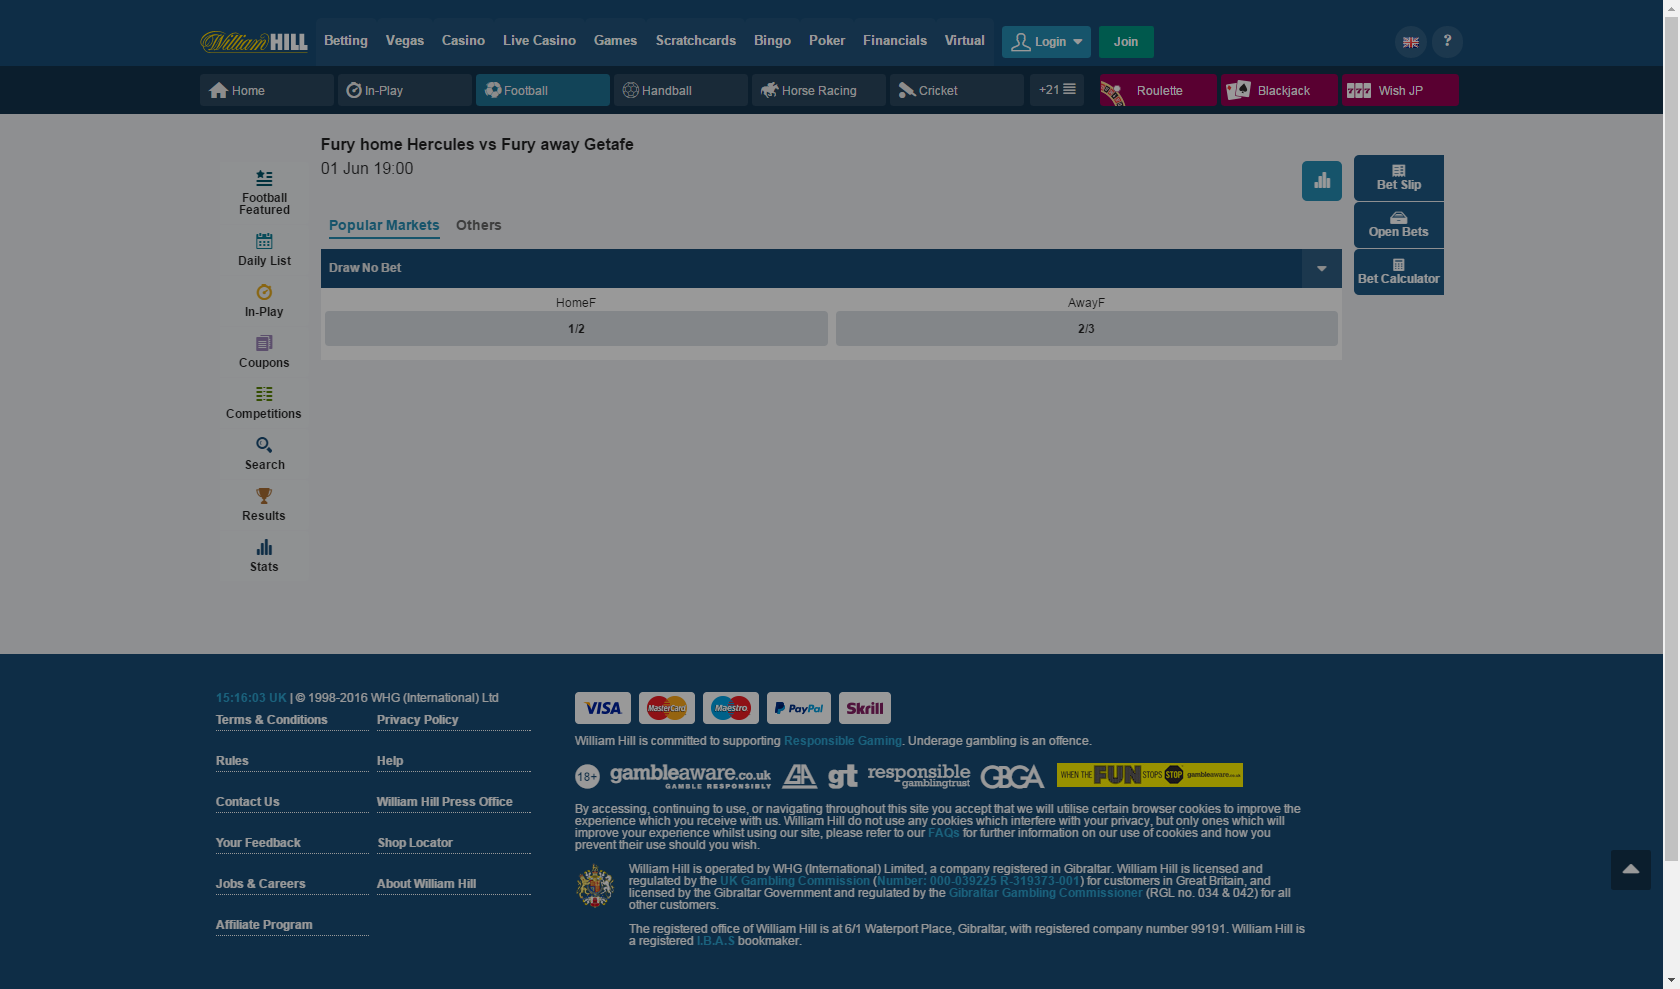 William HILL Betting Vegas Casino Live Casino Games Scratchcards Bingo Poker Financials Virtual Login Join ?
Home In-Play Football Handball Horse Racing Cricket +21 Roulette Blackjack 777 Wish JP
Fury home Hercules vs Fury away Getafe
01 Jun 19:00
Football
Featured
Daily List
In-Play
Coupons
Competitions
Search
Results
Stats
Popular Markets Others
Draw No Bet
HomeF AwayF
1/2 2/3
Bet Slip
Open Bets
Bet Calculator
15:16:03 UK | © 1998-2016 WHG (International) Ltd
Terms & Conditions Privacy Policy
Rules Help
Contact Us William Hill Press Office
Your Feedback Shop Locator
Jobs & Careers About William Hill
Affiliate Program
VISA MasterCard Maestro PayPal Skrill
William Hill is committed to supporting Responsible Gaming. Underage gambling is an offence.
18+ gambleaware.co.uk GAMBLE RESPONSIBLY GA gt responsible gamblingtrust GBGA WHEN THE FUN STOPS STOP gambleaware.co.uk
By accessing, continuing to use, or navigating throughout this site you accept that we will utilise certain browser cookies to improve the
experience which you receive with us. William Hill do not use any cookies which interfere with your privacy, but only ones which will
improve your experience whilst using our site, please refer to our FAQs for further information on our use of cookies and how you
prevent their use should you wish.
William Hill is operated by WHG (International) Limited, a company registered in Gibraltar. William Hill is licensed and
regulated by the UK Gambling Commission (Number: 000-039225 R-319373-001) for customers in Great Britain, and
licensed by the Gibraltar Government and regulated by the Gibraltar Gambling Commissioner (RGL no. 034 & 042) for all
other customers.
The registered office of William Hill is at 6/1 Waterport Place, Gibraltar, with registered company number 99191. William Hill is
a registered I.B.A.S bookmaker.